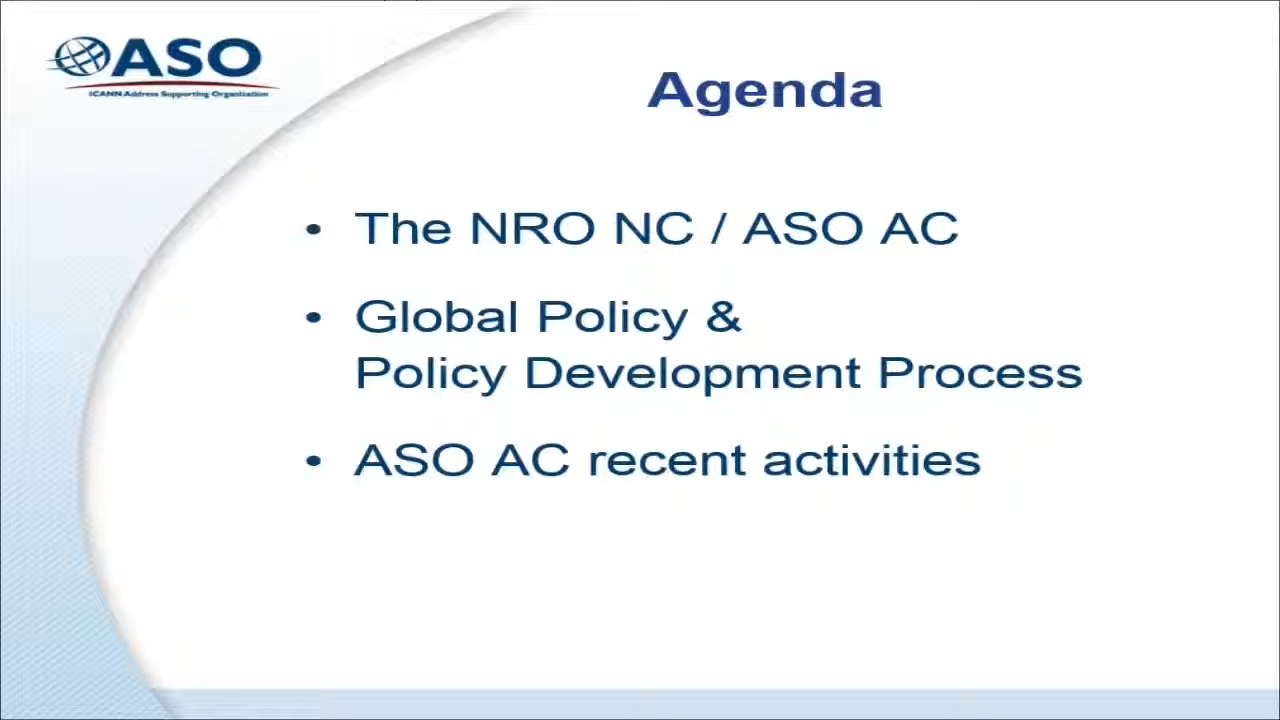 ASO
ICANN Address Supporting Organization
Agenda
• The NRO NC / ASO AC
• Global Policy &
Policy Development Process
• ASO AC recent activities